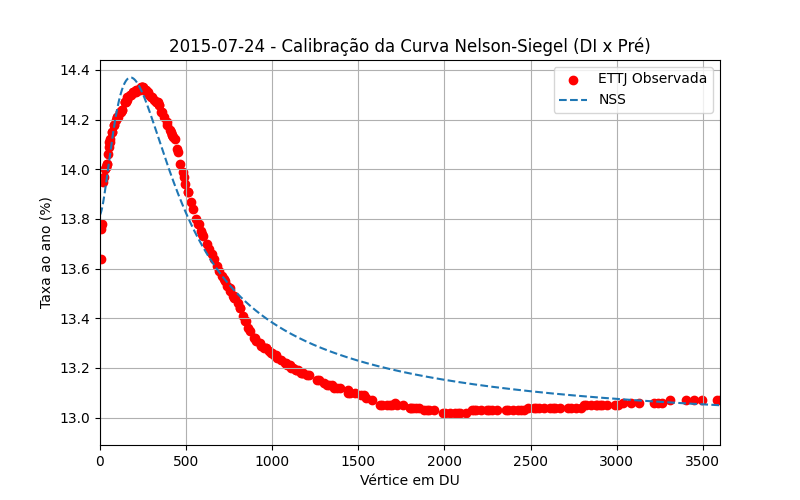 2015-07-24 - Calibração da Curva Nelson-Siegel (DI x Pré)
ETTJ Observada
NSS
Taxa ao ano (%)
14.4
14.2
14.0
13.8
13.6
13.4
13.2
13.0
0 500 1000 1500 2000 2500 3000 3500
Vértice em DU